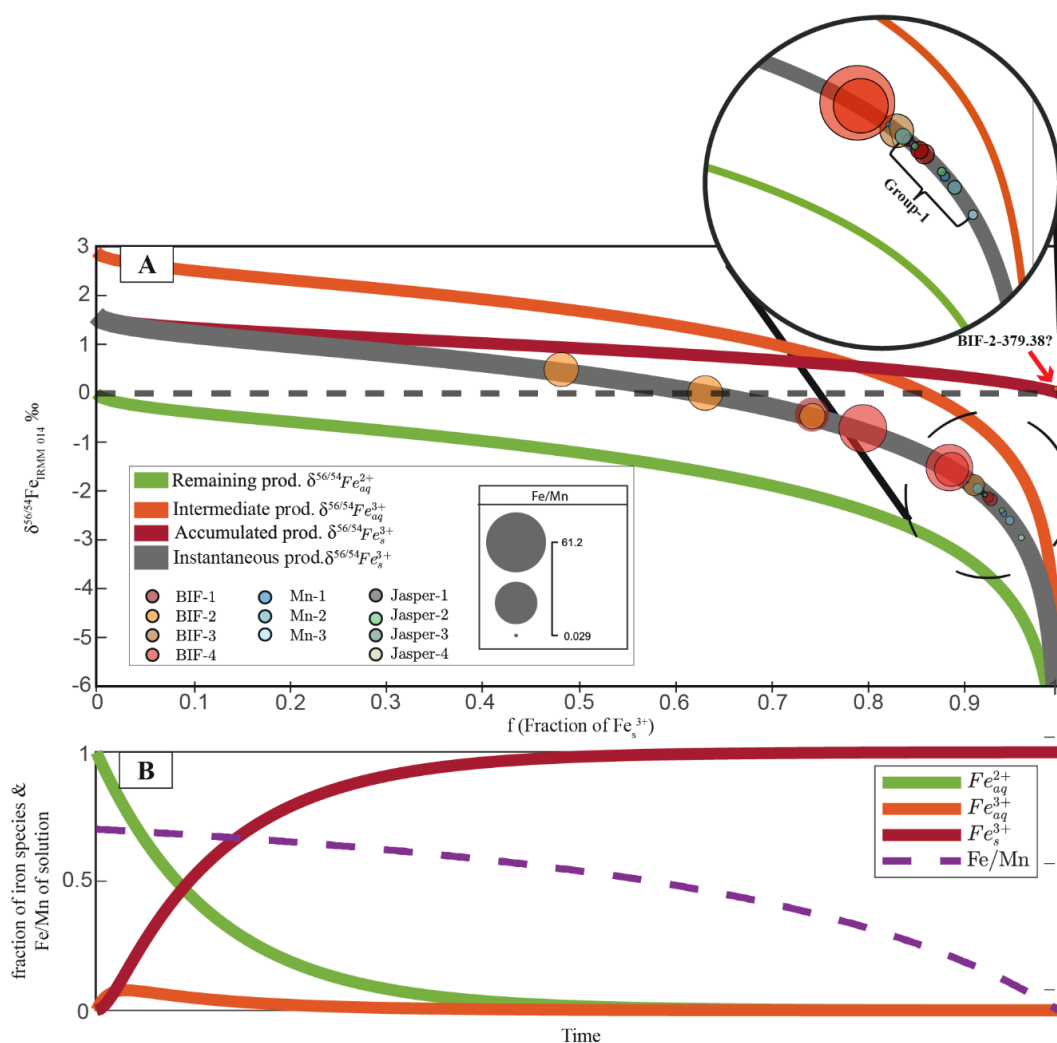 Group-1
BIF-2-379.38?
A
3
2
1
0
-1
-2
-3
-4
-5
-6
δ56/54Fe IRMM 014 ‰
Remaining prod. δ56/54Fe2+aq
Intermediate prod. δ56/54Fe3+aq
Accumulated prod. δ56/54Fe3+s
Instantaneous prod.δ56/54Fe3+s
BIF-1
BIF-2
BIF-3
BIF-4
Mn-1
Mn-2
Mn-3
Jasper-1
Jasper-2
Jasper-3
Jasper-4
Fe/Mn
61.2
0.029
0 0.1 0.2 0.3 0.4 0.5 0.6 0.7 0.8 0.9
f (Fraction of Fes3+)
B
1
0.5
0
fraction of iron species &
Fe/Mn of solution
Fe2+aq
Fe3+aq
Fe3+s
Fe/Mn
Time